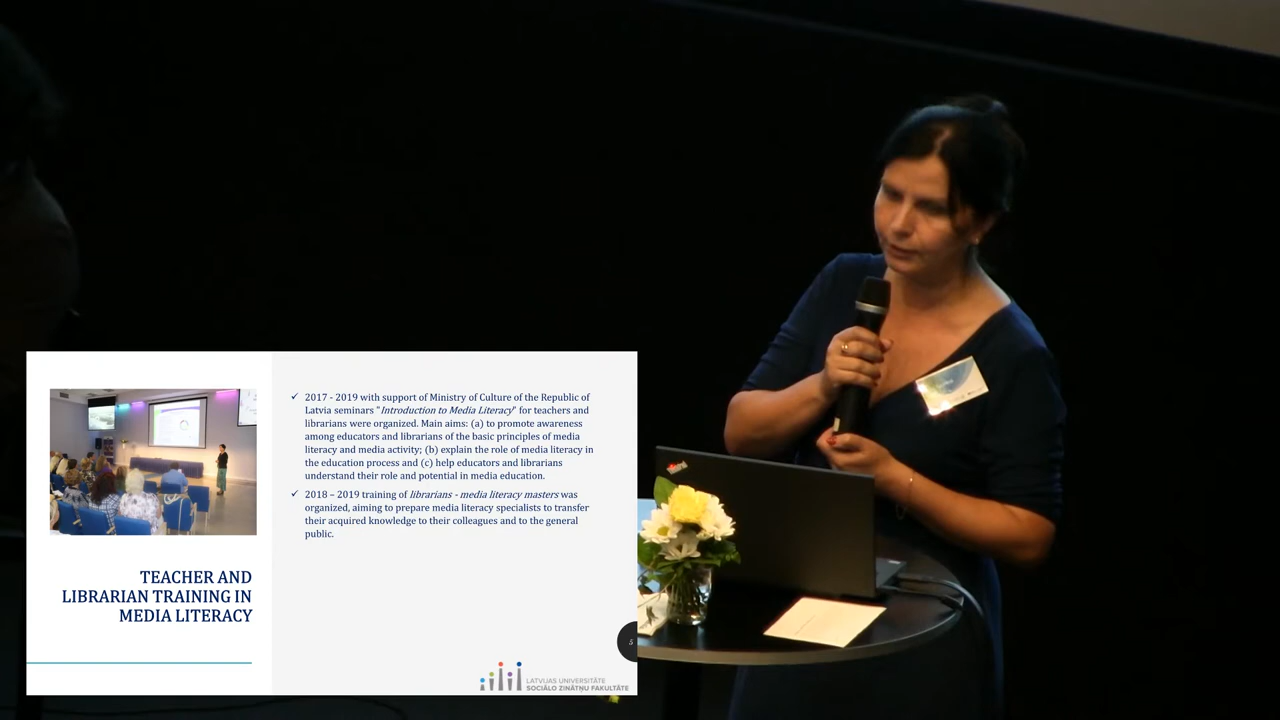 ✓ 2017 - 2019 with support of Ministry of Culture of the Republic of
Latvia seminars "Introduction to Media Literacy" for teachers and
librarians were organized. Main aims: (a) to promote awareness
among educators and librarians of the basic principles of media
literacy and media activity; (b) explain the role of media literacy in
the education process and (c) help educators and librarians
understand their role and potential in media education.
✓ 2018 – 2019 training of librarians - media literacy masters was
organized, aiming to prepare media literacy specialists to transfer
their acquired knowledge to their colleagues and to the general
public.
TEACHER AND
LIBRARIAN TRAINING IN
MEDIA LITERACY
5
LATVIJAS UNIVERSITĀTE
SOCIĀLO ZINĀTŅU FAKULTĀTE